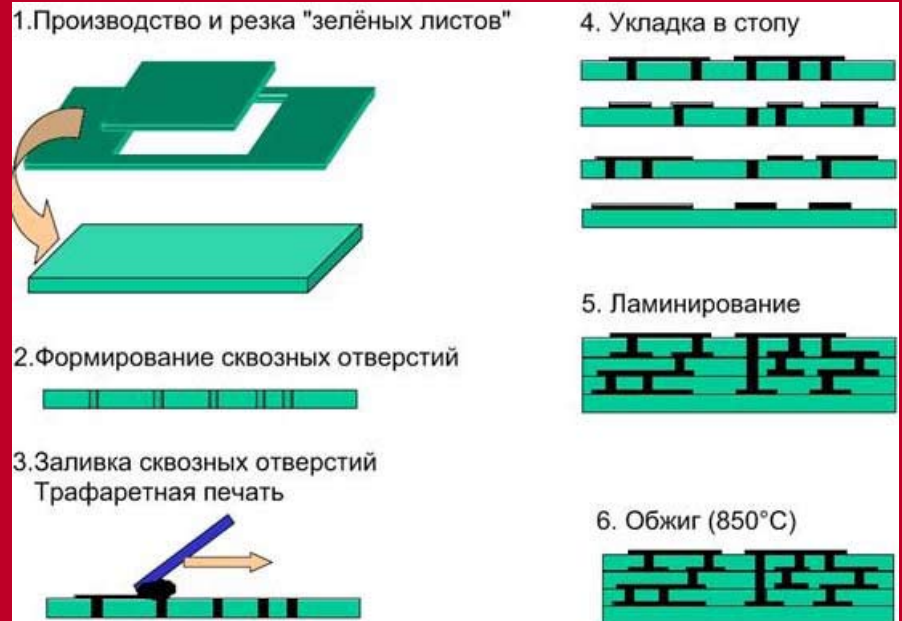 1.Производство и резка "зелёных листов"
2.Формирование сквозных отверстий
3.Заливка сквозных отверстий
Трафаретная печать
4. Укладка в стопу
5. Ламинирование
6. Обжиг (850°С)